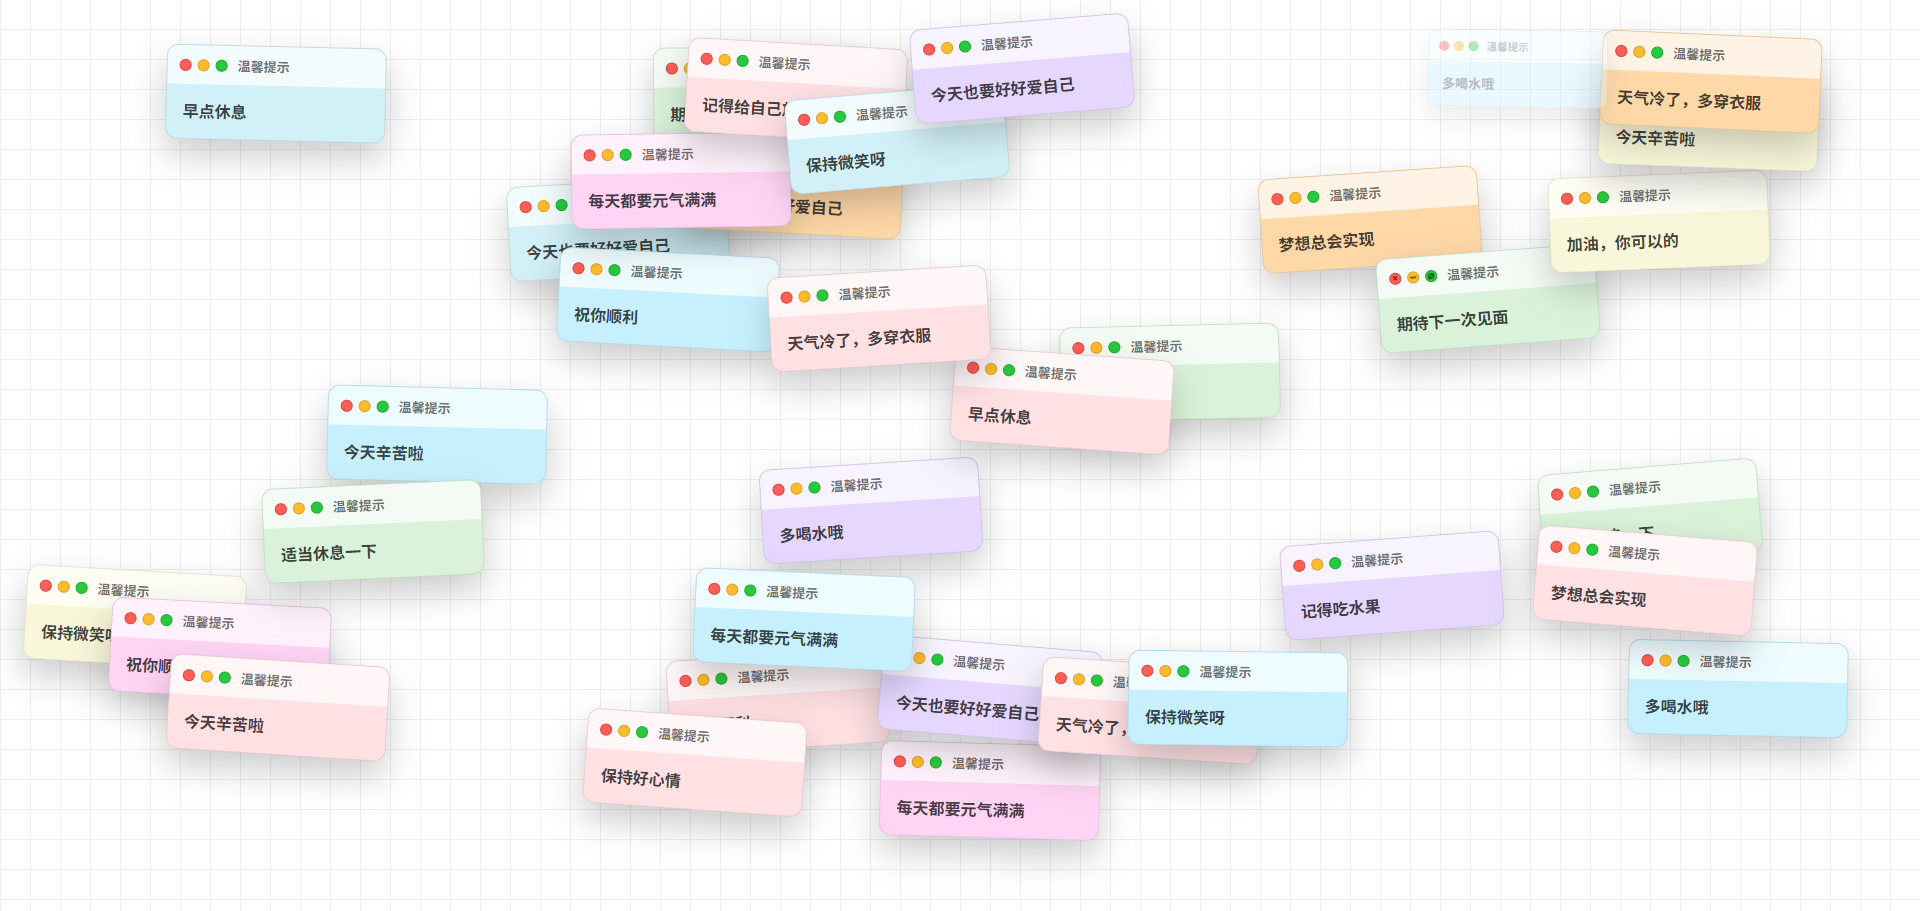 温馨提示
早点休息
期
温馨提示
记得给自己
温馨提示
今天也要好好爱自己
温馨提示
保持微笑呀
温馨提示
多喝水哦
温馨提示
天气冷了，多穿衣服
今天辛苦啦
温馨提示
每天都要元气满满
爱自己
今天也要好好爱自己
温馨提示
祝你顺利
温馨提示
天气冷了，多穿衣服
温馨提示
梦想总会实现
温馨提示
加油，你可以的
温馨提示
期待下一次见面
温馨提示
温馨提示
早点休息
温馨提示
今天辛苦啦
温馨提示
适当休息一下
温馨提示
多喝水哦
温馨提示
下
温馨提示
梦想总会实现
温馨提示
记得吃水果
温馨提示
保持微笑
温馨提示
祝你顺
温馨提示
今天辛苦啦
温馨提示
每天都要元气满满
温馨提示
温馨提示
保持好心情
温馨提示
今天也要好好爱自己
温
天气冷了，
温馨提示
保持微笑呀
温馨提示
每天都要元气满满
温馨提示
多喝水哦